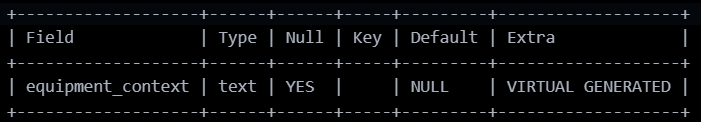 +-------------------+------+------+-----+---------+-------------------+
| Field             | Type | Null | Key | Default | Extra             |
+-------------------+------+------+-----+---------+-------------------+
| equipment_context | text | YES  |     | NULL    | VIRTUAL GENERATED |
+-------------------+------+------+-----+---------+-------------------+